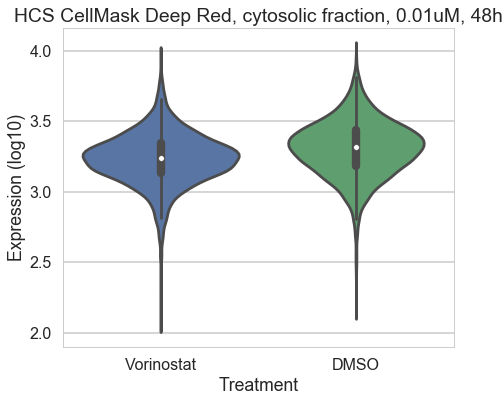 HCS CellMask Deep Red, cytosolic fraction, 0.01uM, 48h
4.0
3.5
3.0
2.5
2.0
Expression (log10)
Vorinostat DMSO
Treatment